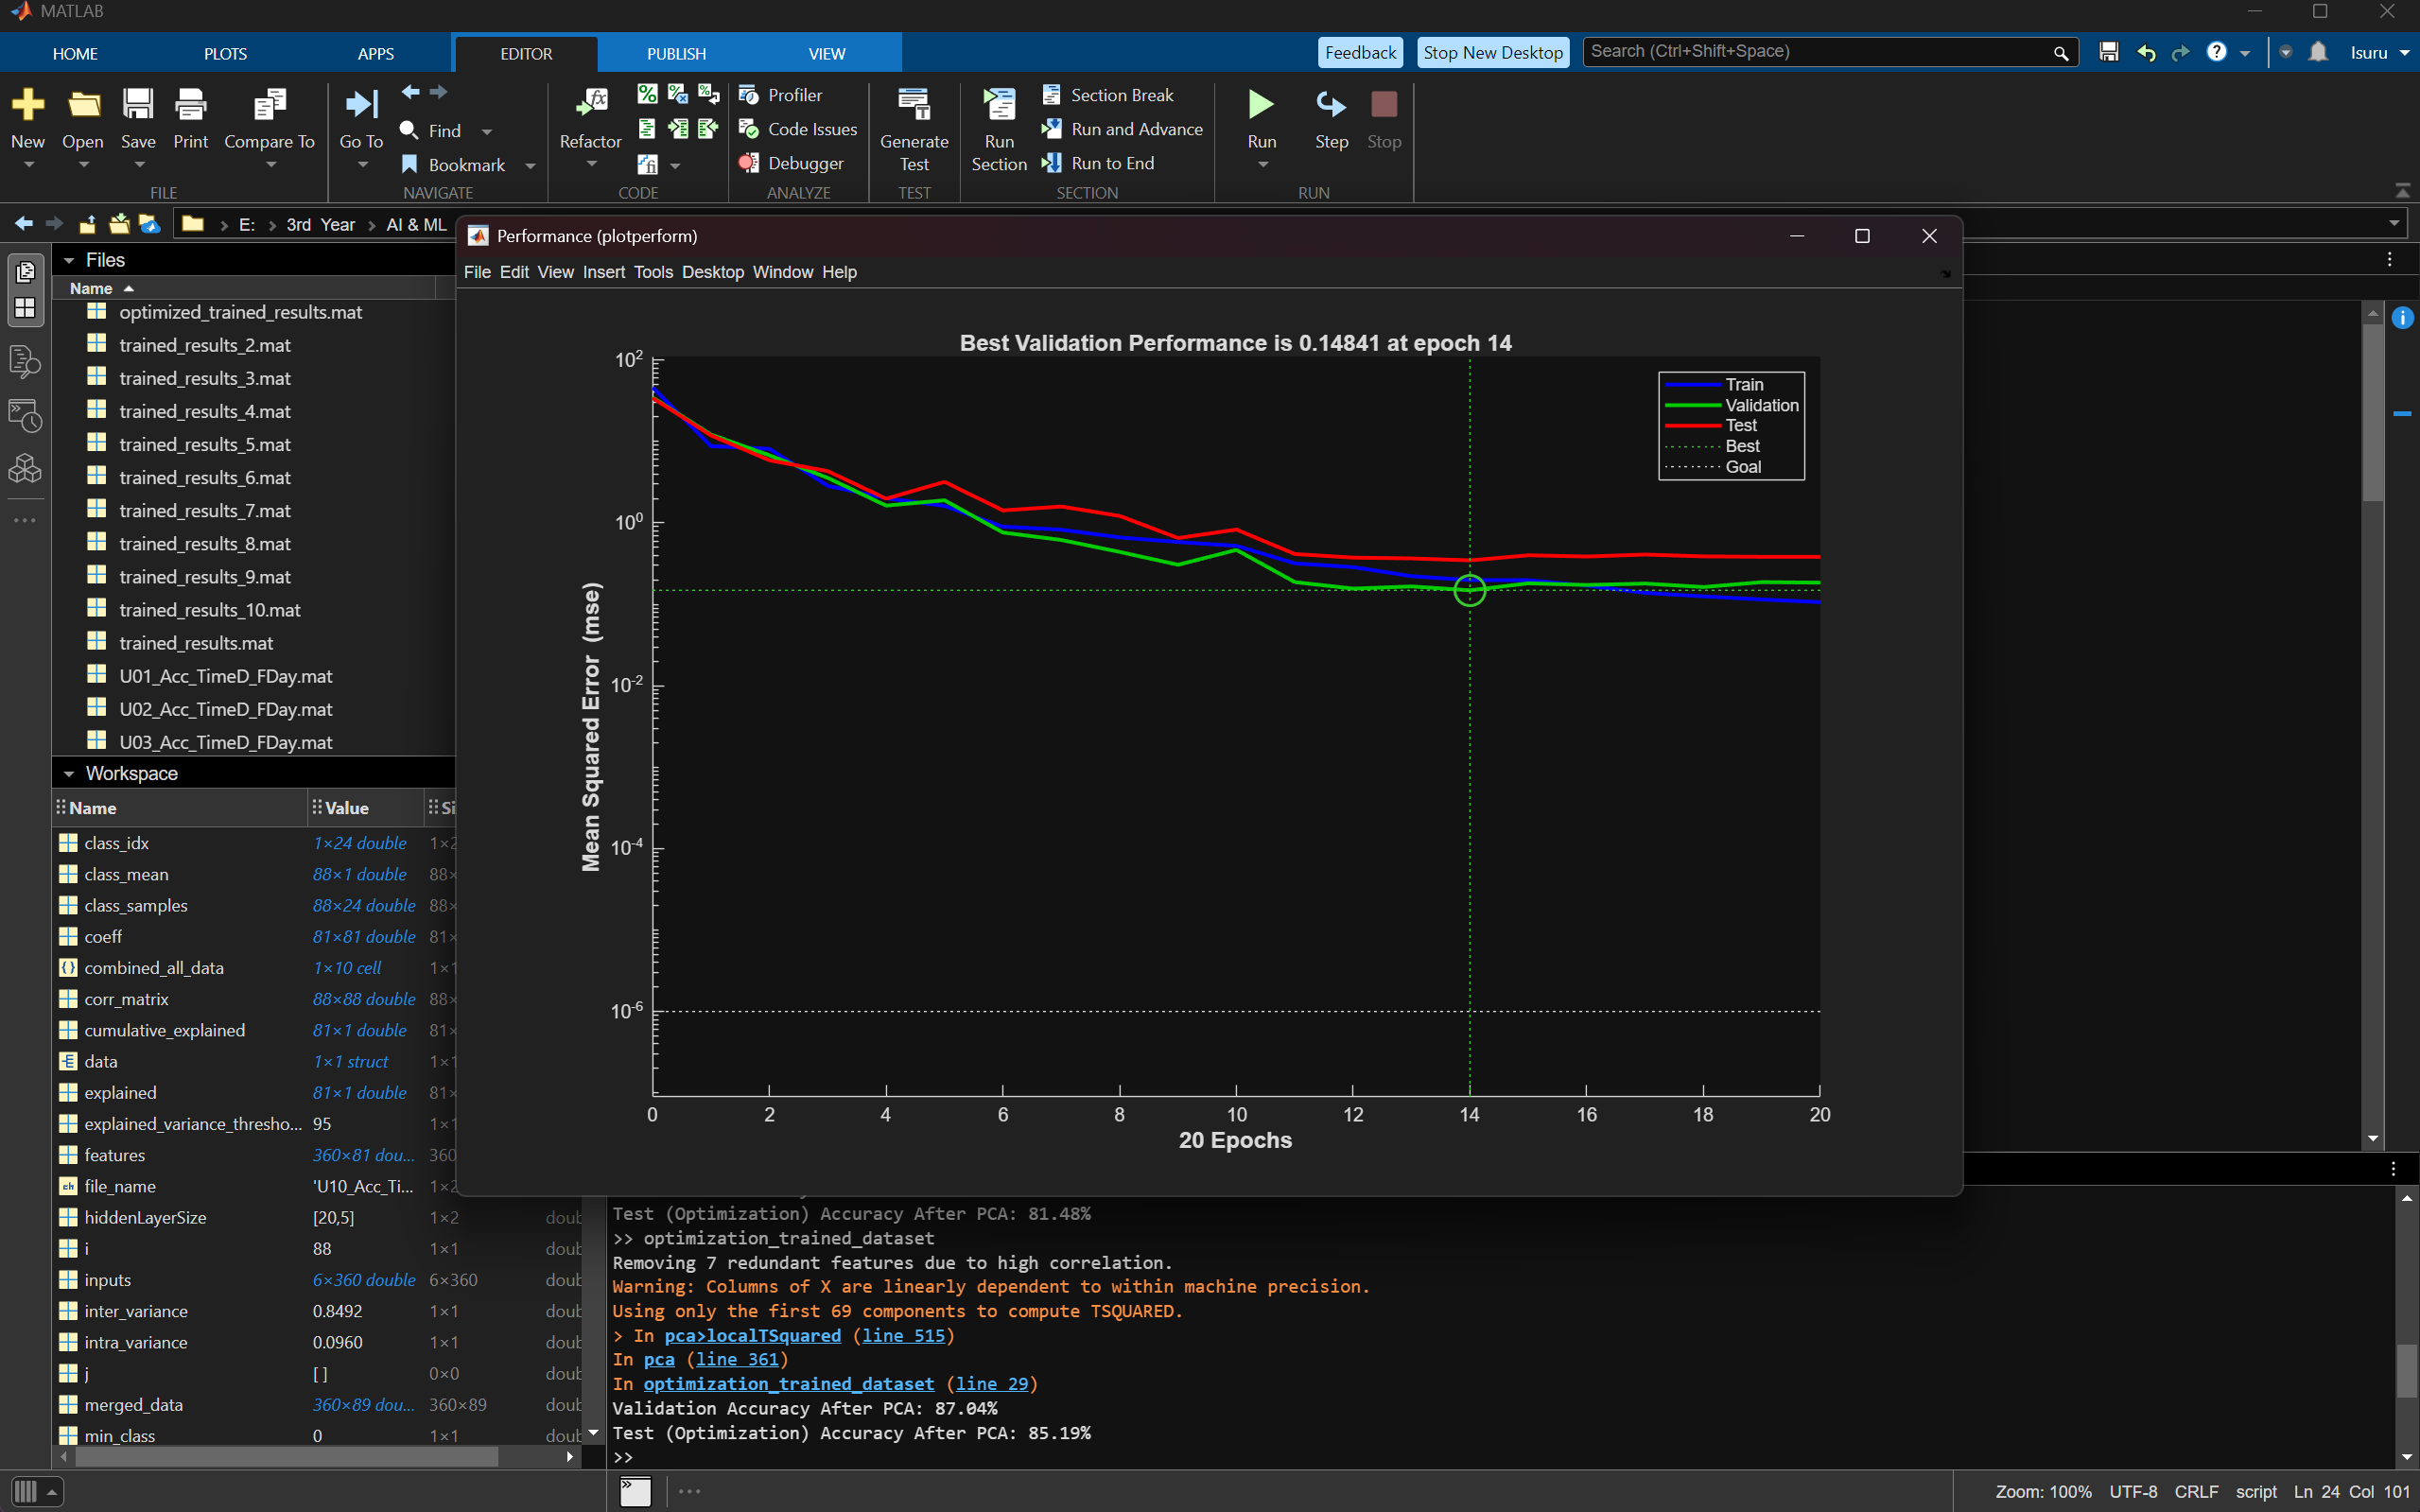 MATLAB
HOME PLOTS APPS EDITOR PUBLISH VIEW Feedback Stop New Desktop Search (Ctrl+Shift+Space) Isuru
New Open Save Print Compare To
FILE
Go To Find Bookmark
NAVIGATE
Refactor
CODE
Profiler
Code Issues
Debugger
ANALYZE
Generate Test
TEST
Run Section
Section Break
Run and Advance
Run to End
SECTION
Run Step Stop
RUN
E: > 3rd Year > AI & ML
Files
Name
optimized_trained_results.mat
trained_results_2.mat
trained_results_3.mat
trained_results_4.mat
trained_results_5.mat
trained_results_6.mat
trained_results_7.mat
trained_results_8.mat
trained_results_9.mat
trained_results_10.mat
trained_results.mat
U01_Acc_TimeD_FDay.mat
U02_Acc_TimeD_FDay.mat
U03_Acc_TimeD_FDay.mat
Workspace
Name Value Si
class_idx 1×24 double 1×2
class_mean 88×1 double 88×
class_samples 88×24 double 88×
coeff 81×81 double 81×
combined_all_data 1×10 cell 1×1
corr_matrix 88×88 double 88×
cumulative_explained 81×1 double 81×
data 1×1 struct 1×1
explained 81×1 double 81×
explained_variance_thresho... 95 1×1
features 360×81 dou... 360
file_name 'U10_Acc_Ti... 1×2
hiddenLayerSize [20,5] 1×2 doub
i 88 1×1 doub
inputs 6×360 double 6×360 doub
inter_variance 0.8492 1×1 doub
intra_variance 0.0960 1×1 doub
j [] 0×0 doub
merged_data 360×89 dou... 360×89 doub
min_class 0 1×1 doub
Performance (plotperform)
File Edit View Insert Tools Desktop Window Help
Best Validation Performance is 0.14841 at epoch 14
Train
Validation
Test
Best
Goal
Mean Squared Error (mse)
10²
10⁰
10⁻²
10⁻⁴
10⁻⁶
0 2 4 6 8 10 12 14 16 18 20
20 Epochs
Test (Optimization) Accuracy After PCA: 81.48%
>> optimization_trained_dataset
Removing 7 redundant features due to high correlation.
Warning: Columns of X are linearly dependent to within machine precision.
Using only the first 69 components to compute TSQUARED.
> In pca>localTSquared (line 515)
In pca (line 361)
In optimization_trained_dataset (line 29)
Validation Accuracy After PCA: 87.04%
Test (Optimization) Accuracy After PCA: 85.19%
>>
Zoom: 100% UTF-8 CRLF script Ln 24 Col 101